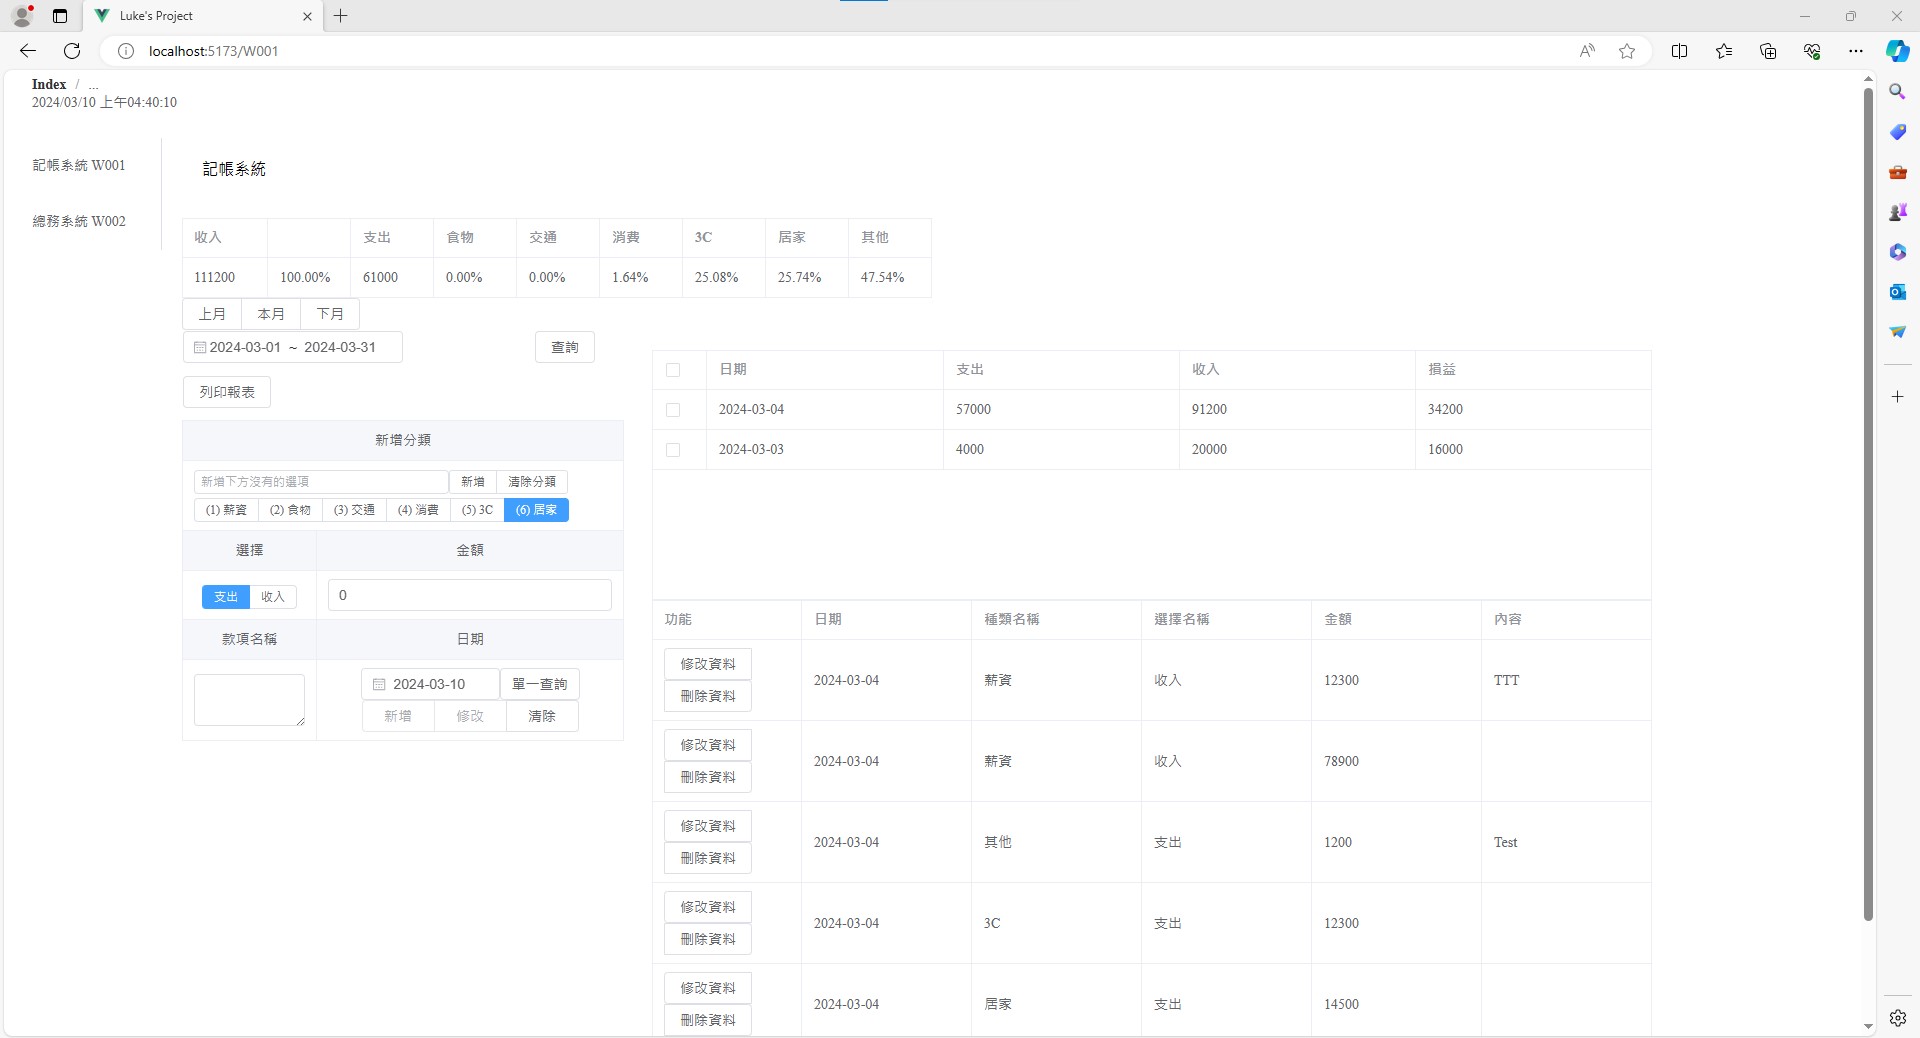 Luke's Project
localhost:5173/W001
Index / ...
2024/03/10 上午04:40:10
記帳系統 W001
總務系統 W002
記帳系統
收入 支出 食物 交通 消費 3C 居家 其他
111200 100.00% 61000 0.00% 0.00% 1.64% 25.08% 25.74% 47.54%
上月 本月 下月
2024-03-01 ~ 2024-03-31 查詢
列印報表
新增分類
新增下方沒有的選項 新增 清除分類
(1) 薪資 (2) 食物 (3) 交通 (4) 消費 (5) 3C (6) 居家
選擇 金額
支出 收入 0
款項名稱 日期
2024-03-10 單一查詢
新增 修改 清除
日期 支出 收入 損益
2024-03-04 57000 91200 34200
2024-03-03 4000 20000 16000
功能 日期 種類名稱 選擇名稱 金額 內容
修改資料
刪除資料
2024-03-04 薪資 收入 12300 TTT
修改資料
刪除資料
2024-03-04 薪資 收入 78900
修改資料
刪除資料
2024-03-04 其他 支出 1200 Test
修改資料
刪除資料
2024-03-04 3C 支出 12300
修改資料
刪除資料
2024-03-04 居家 支出 14500